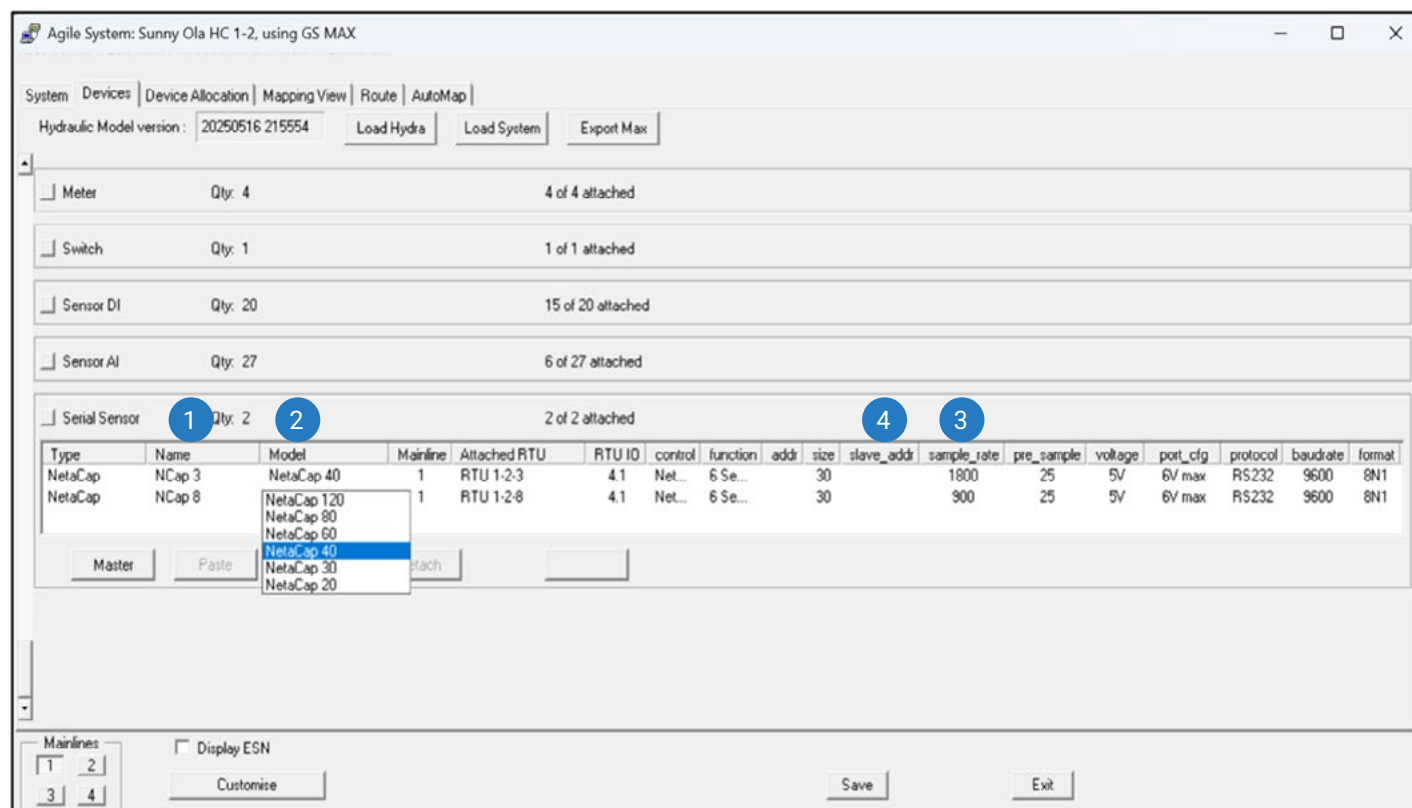 Agile System: Sunny Ola HC 1-2, using GS MAX
System Devices Device Allocation Mapping View Route AutoMap
Hydraulic Model version : 20250516 215554 Load Hydra Load System Export Max
Meter Qty: 4 4 of 4 attached
Switch Qty: 1 1 of 1 attached
Sensor DI Qty: 20 15 of 20 attached
Sensor AI Qty: 27 6 of 27 attached
Serial Sensor 1 Qty: 2 2 2 of 2 attached 4 3
Type Name Model Mainline Attached RTU RTU IO control function addr size slave_addr sample_rate pre_sample voltage port_cfg protocol baudrate format
NetaCap NCap 3 NetaCap 40 1 RTU 1-2-3 4.1 Net... 6 Se... 30 1800 25 5V 6V max RS232 9600 8N1
NetaCap NCap 8 1 RTU 1-2-8 4.1 Net... 6 Se... 30 900 25 5V 6V max RS232 9600 8N1
NetaCap 120
NetaCap 80
NetaCap 60
NetaCap 40
NetaCap 30
NetaCap 20
Master Paste etach
Mainlines Display ESN
1 2
3 4
Customise Save Exit